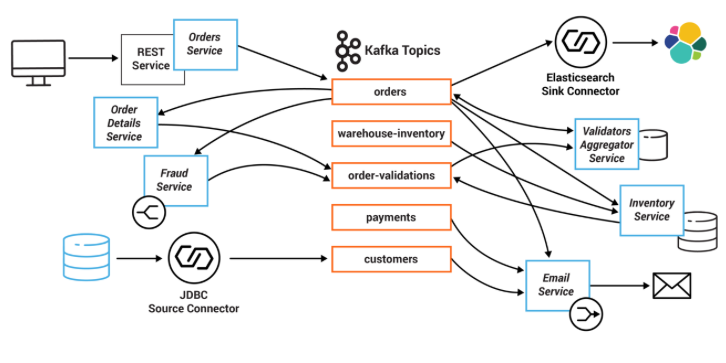 Orders
Service
REST
Service
Kafka Topics
Elasticsearch
Sink Connector
orders
Order
Details
Service
warehouse-inventory
Validators
Aggregator
Service
Fraud
Service
order-validations
Inventory
Service
payments
customers
Email
Service
JDBC
Source Connector